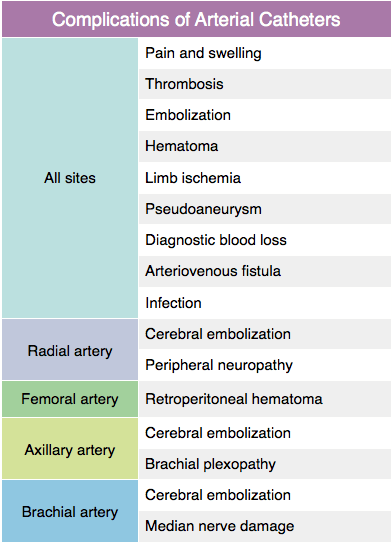 Complications of Arterial Catheters
All sites
Pain and swelling
Thrombosis
Embolization
Hematoma
Limb ischemia
Pseudoaneurysm
Diagnostic blood loss
Arteriovenous fistula
Infection
Radial artery
Cerebral embolization
Peripheral neuropathy
Femoral artery
Retroperitoneal hematoma
Axillary artery
Cerebral embolization
Brachial plexopathy
Brachial artery
Cerebral embolization
Median nerve damage